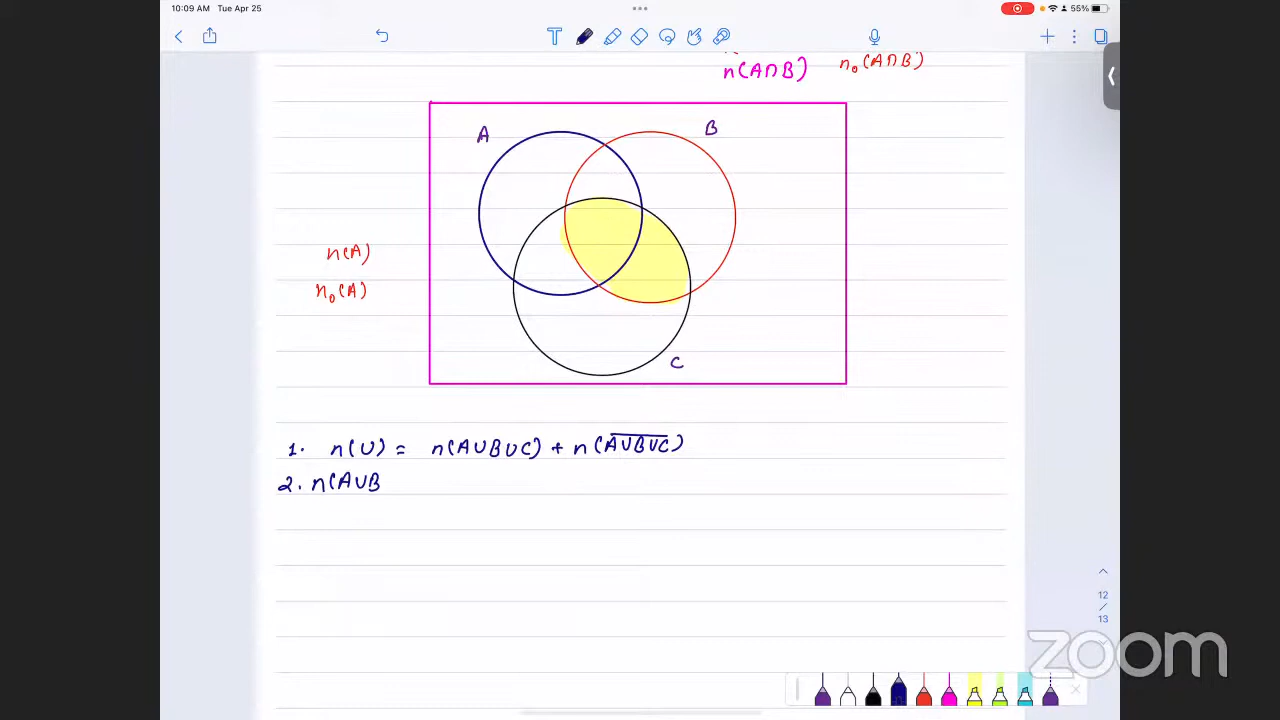 10:09 AM Tue Apr 25
55%
n(A∩B) n₀(A∩B)
A
B
n(A)
n₀(A)
C
1. n(U) = n(A∪B∪C) + n(A̅∪̅B̅∪̅C̅)
2. n(A∪B
12
/
13
zoom